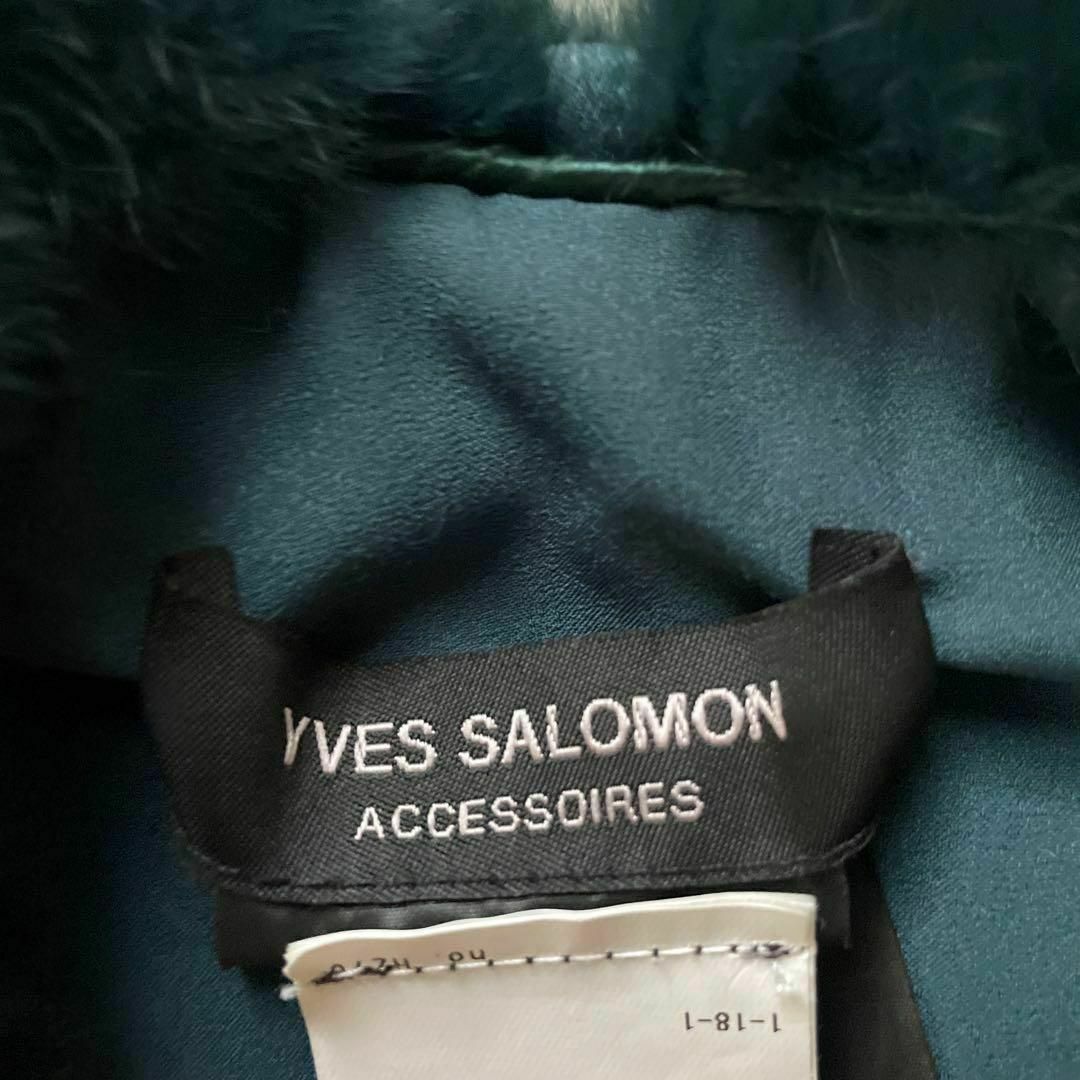 YVES SALOMON
ACCESSOIRES
1-18-1